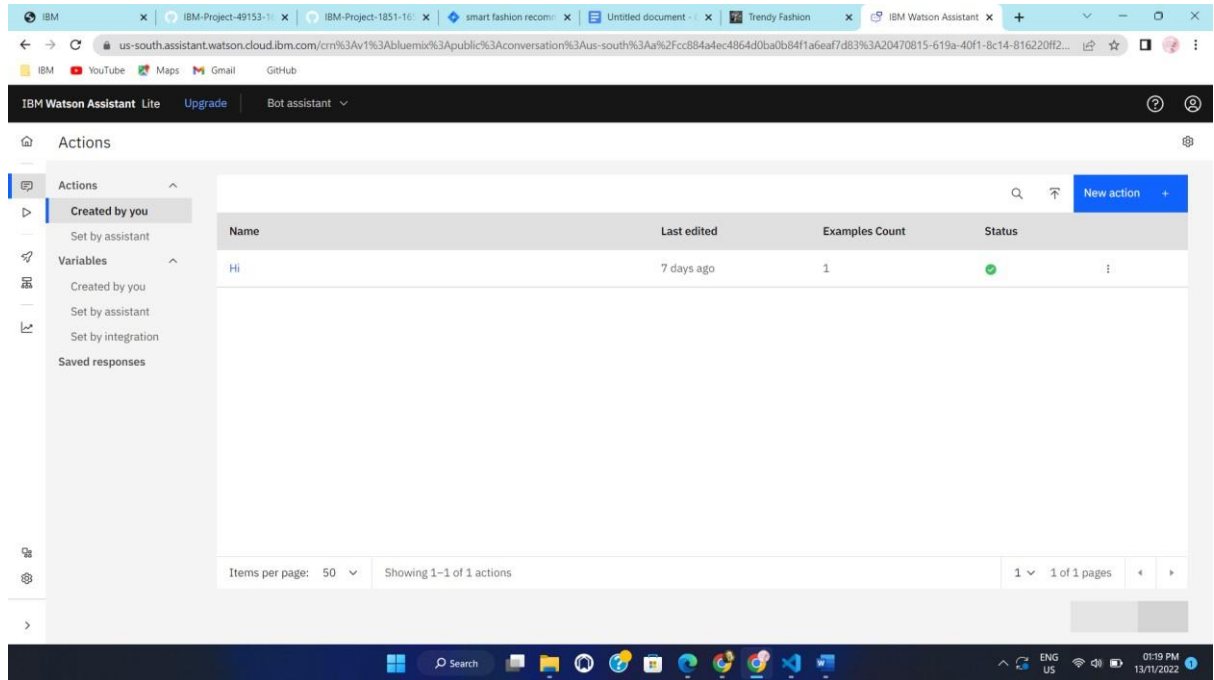 IBM
IBM-Project-49153-1
IBM-Project-1851-16
smart fashion recom
Untitled document -
Trendy Fashion
IBM Watson Assistant
us-south.assistant.watson.cloud.ibm.com/crn%3Av1%3Abluemix%3Apublic%3Aconversation%3Aus-south%3Aa%2Fcc884a4ec4864d0ba0b84f1a6eaf7d83%3A20470815-619a-40f1-8c14-816220ff2...
IBM YouTube Maps Gmail GitHub
IBM Watson Assistant Lite Upgrade Bot assistant
Actions
Actions
Created by you
Set by assistant
Variables
Created by you
Set by assistant
Set by integration
Saved responses
New action +
Name Last edited Examples Count Status
Hi 7 days ago 1
Items per page: 50 Showing 1–1 of 1 actions 1 1 of 1 pages
Search
ENG
US
01:19 PM
13/11/2022
1